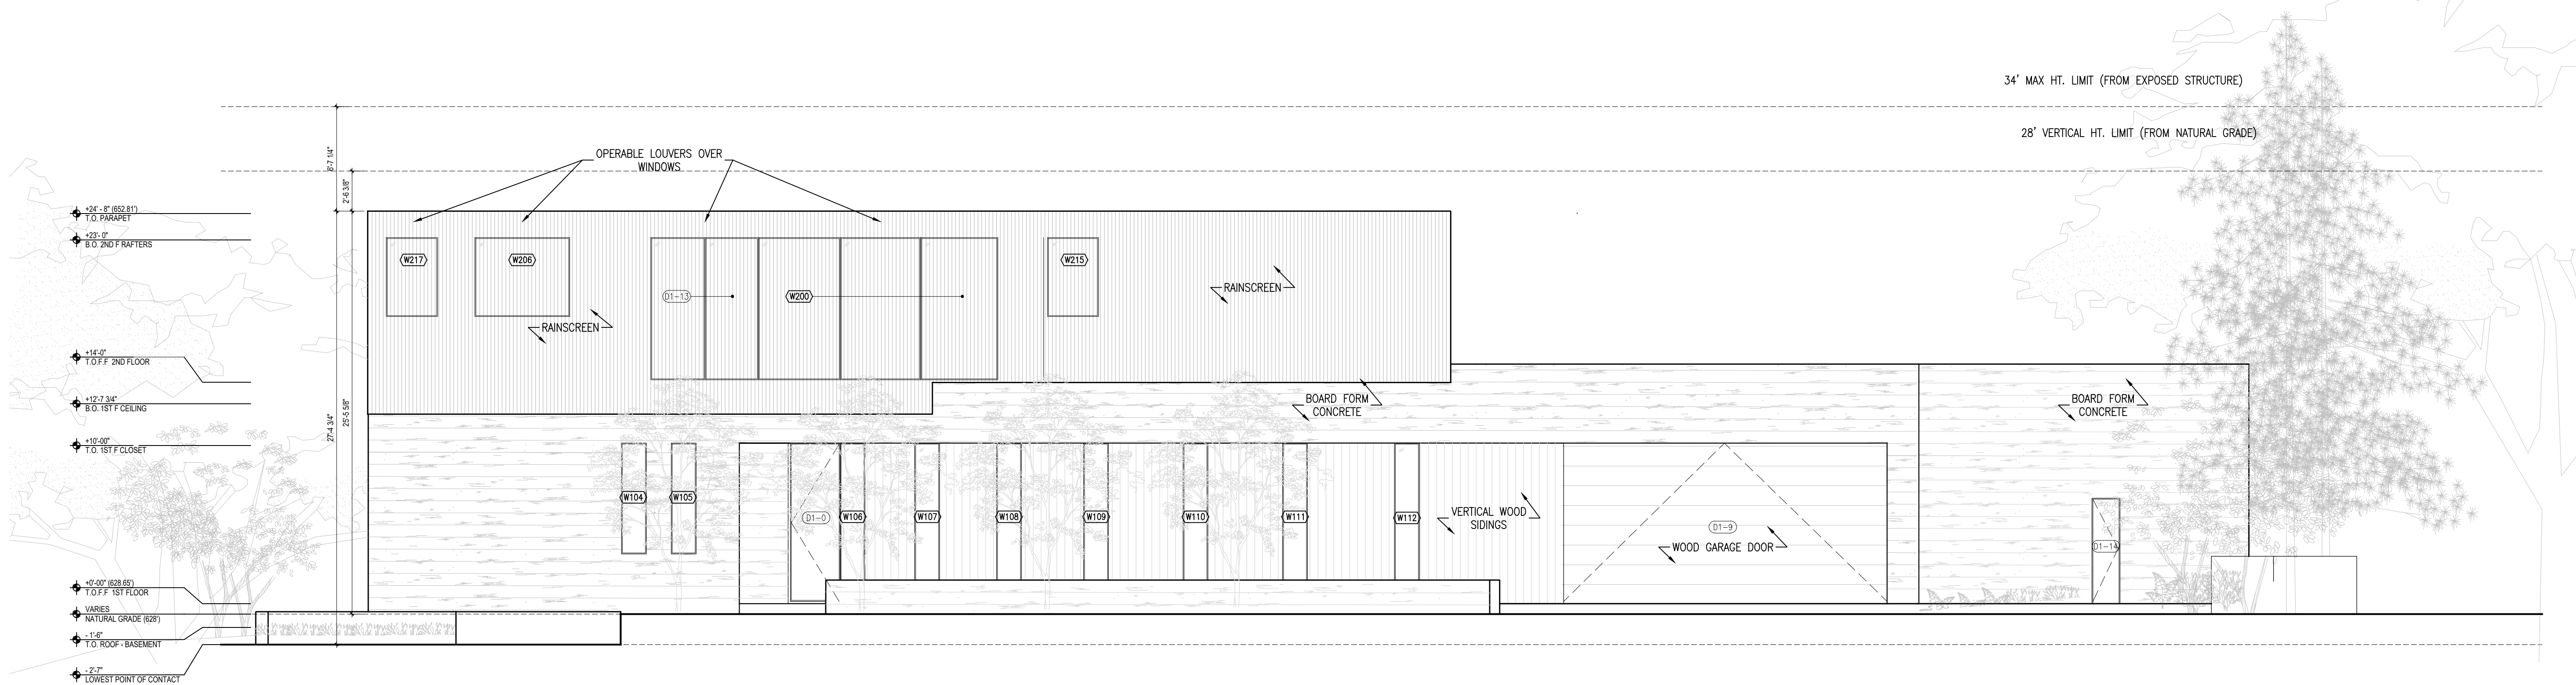 34' MAX HT. LIMIT (FROM EXPOSED STRUCTURE)
28' VERTICAL HT. LIMIT (FROM NATURAL GRADE)
6'-7 1/4"
2'-6 3/8"
27'-4 3/4"
25'-5 5/8"
OPERABLE LOUVERS OVER
WINDOWS
+24' - 8" (652.81')
T.O. PARAPET
+23'- 0"
B.O. 2ND F RAFTERS
+14'-0"
T.O.F.F 2ND FLOOR
+12'-7 3/4"
B.O. 1ST F CEILING
+10'-00"
T.O. 1ST F CLOSET
+0'-00" (628.65')
T.O.F.F 1ST FLOOR
VARIES
NATURAL GRADE (628')
- 1'-6"
T.O. ROOF - BASEMENT
- 2'-7"
LOWEST POINT OF CONTACT
W217
W206
D1-13
W200
W215
RAINSCREEN
RAINSCREEN
BOARD FORM
CONCRETE
BOARD FORM
CONCRETE
W104
W105
D1-0
W106
W107
W108
W109
W110
W111
W112
VERTICAL WOOD
SIDINGS
D1-9
WOOD GARAGE DOOR
D1-14